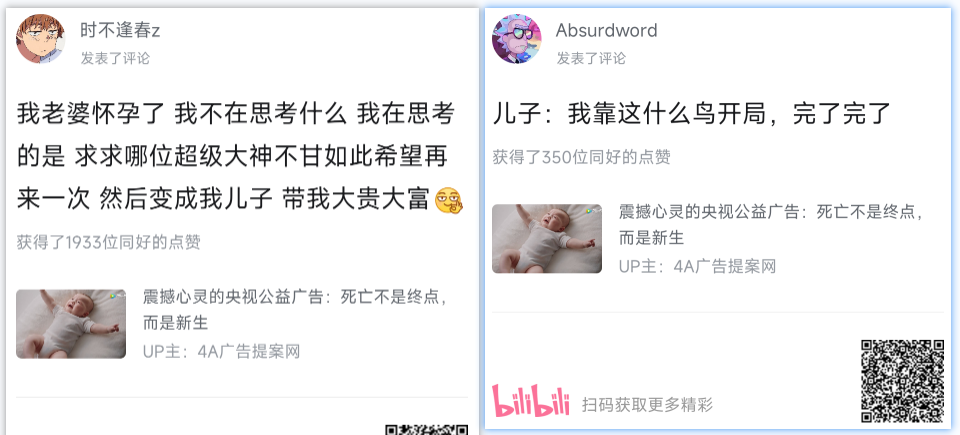 时不逢春z
发表了评论
我老婆怀孕了 我不在思考什么 我在思考
的是 求求哪位超级大神不甘如此希望再
来一次 然后变成我儿子 带我大贵大富
获得了1933位同好的点赞
震撼心灵的央视公益广告：死亡不是终点，
而是新生
UP主：4A广告提案网
Absurdword
发表了评论
儿子：我靠这什么鸟开局，完了完了
获得了350位同好的点赞
震撼心灵的央视公益广告：死亡不是终点，
而是新生
UP主：4A广告提案网
bilibili 扫码获取更多精彩